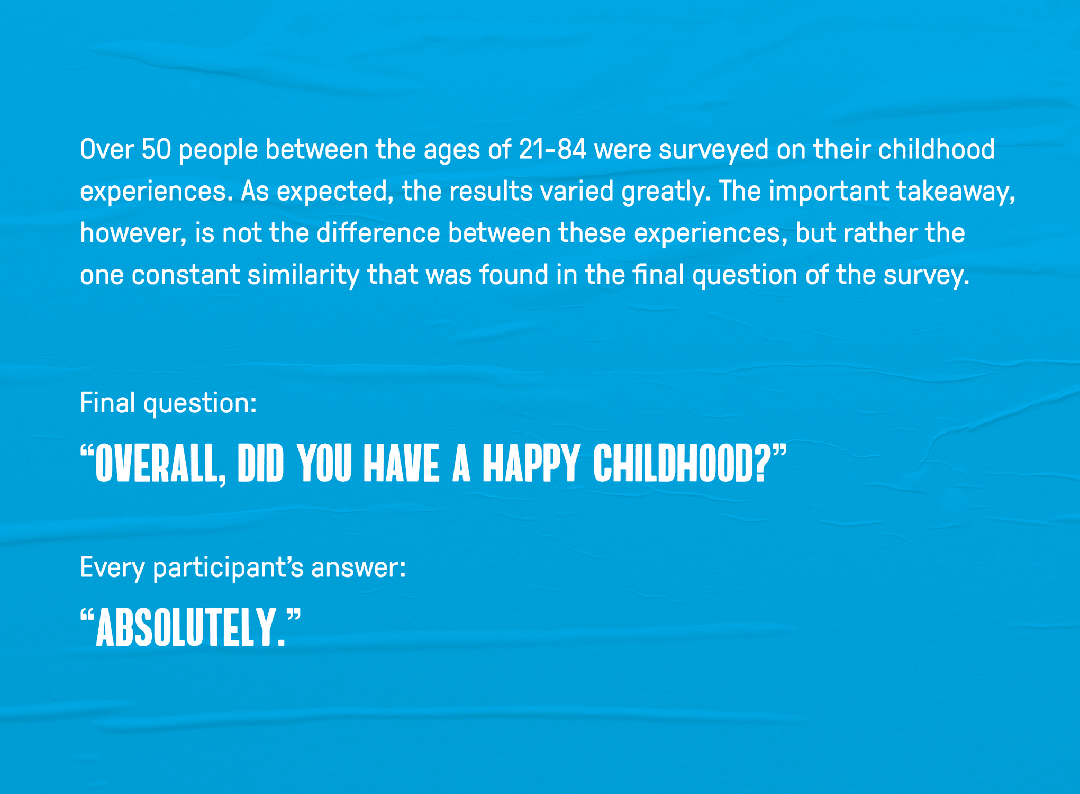 Over 50 people between the ages of 21-84 were surveyed on their childhood
experiences. As expected, the results varied greatly. The important takeaway,
however, is not the difference between these experiences, but rather the
one constant similarity that was found in the final question of the survey.
Final question:
“OVERALL, DID YOU HAVE A HAPPY CHILDHOOD?”
Every participant’s answer:
“ABSOLUTELY.”